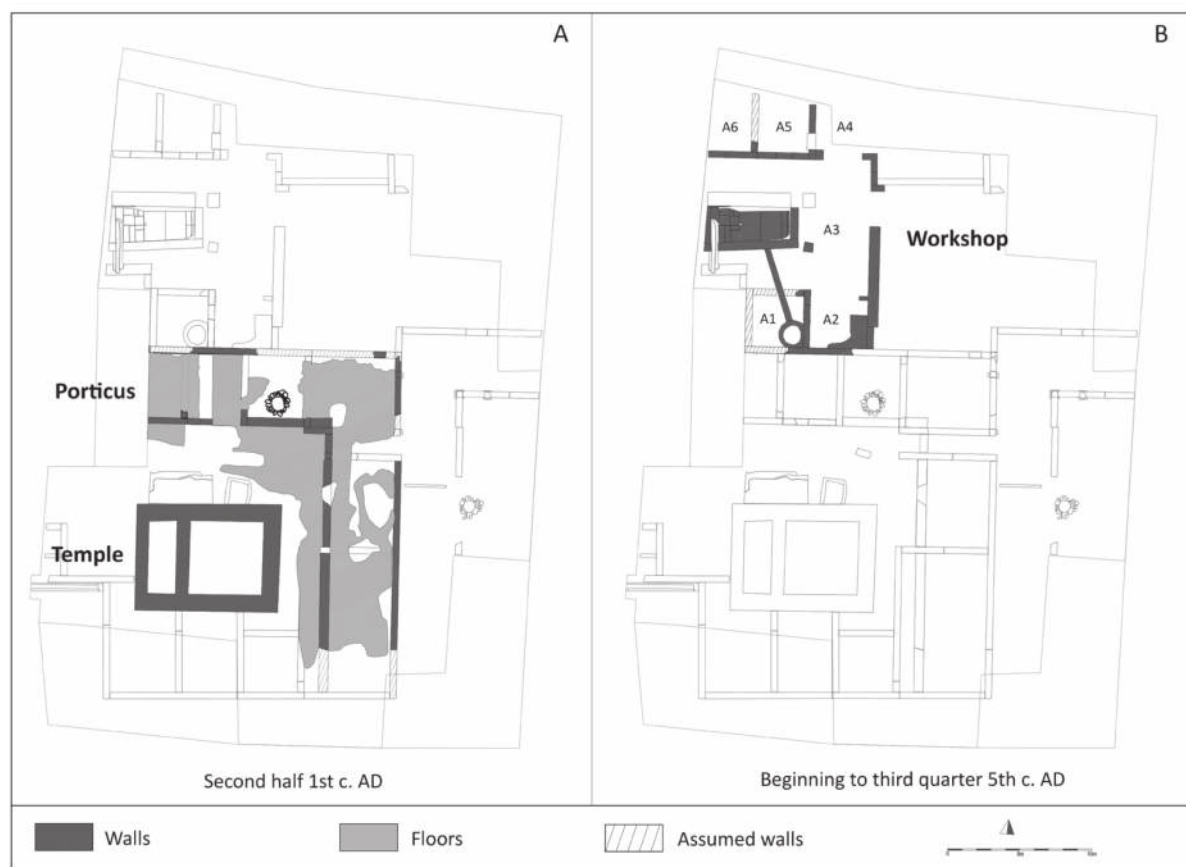 A
Porticus
Temple
Second half 1st c. AD
B
A6
A5
A4
A3
Workshop
A1
A2
Beginning to third quarter 5th c. AD
Walls
Floors
Assumed walls
0